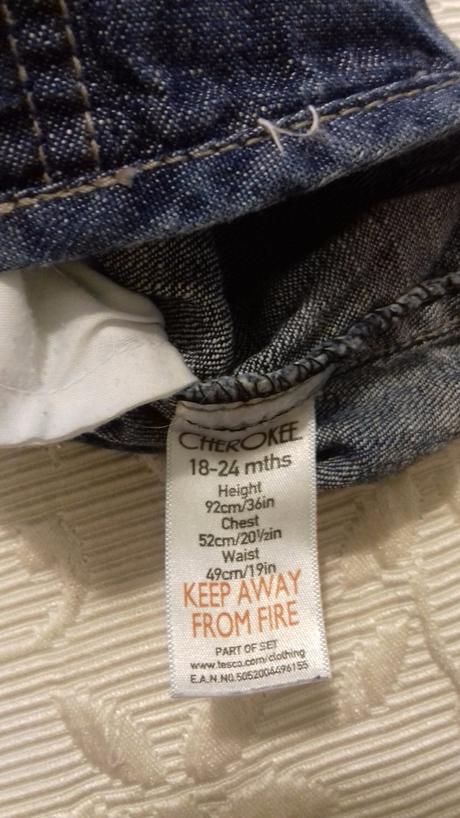 CHEROKEE
18-24 mths
Height
92cm/36in
Chest
52cm/20½in
Waist
49cm/19in
KEEP AWAY
FROM FIRE
PART OF SET
www.tesco.com/clothing
E.A.N.NO.5052004496155